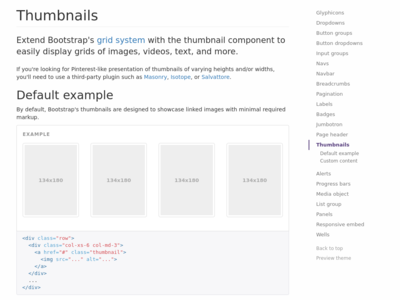 Thumbnails
Extend Bootstrap's grid system with the thumbnail component to
easily display grids of images, videos, text, and more.
If you're looking for Pinterest-like presentation of thumbnails of varying heights and/or widths,
you'll need to use a third-party plugin such as Masonry, Isotope, or Salvattore.
Default example
By default, Bootstrap's thumbnails are designed to showcase linked images with minimal required
markup.
EXAMPLE
134x180 134x180 134x180 134x180
<div class="row">
<div class="col-xs-6 col-md-3">
<a href="#" class="thumbnail">
<img src="..." alt="...">
</a>
</div>
...
</div>
Glyphicons
Dropdowns
Button groups
Button dropdowns
Input groups
Navs
Navbar
Breadcrumbs
Pagination
Labels
Badges
Jumbotron
Page header
Thumbnails
Default example
Custom content
Alerts
Progress bars
Media object
List group
Panels
Responsive embed
Wells
Back to top
Preview theme